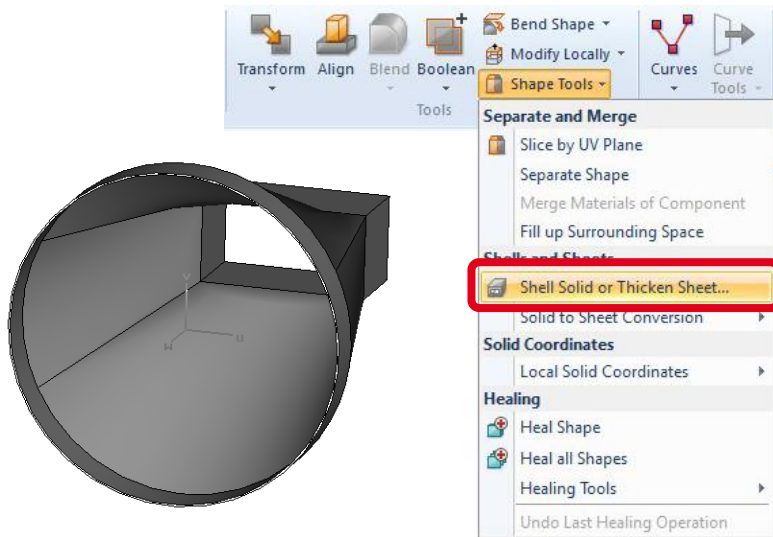 Transform Align Blend Boolean
Bend Shape
Modify Locally
Shape Tools
Curves Curve Tools
Tools
Separate and Merge
Slice by UV Plane
Separate Shape
Merge Materials of Component
Fill up Surrounding Space
Shells and Sheets
Shell Solid or Thicken Sheet...
Solid to Sheet Conversion
Solid Coordinates
Local Solid Coordinates
Healing
Heal Shape
Heal all Shapes
Healing Tools
Undo Last Healing Operation
V
W
U